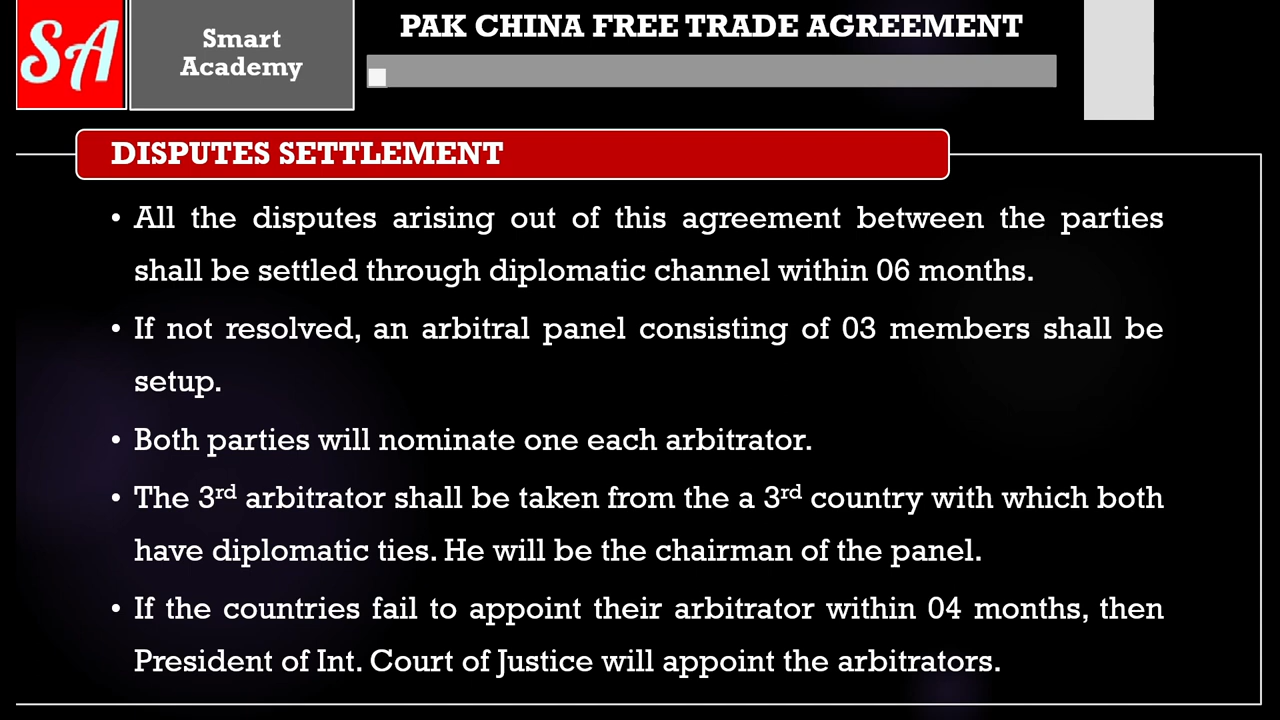 SA
Smart
Academy
PAK CHINA FREE TRADE AGREEMENT
DISPUTES SETTLEMENT
• All the disputes arising out of this agreement between the parties
shall be settled through diplomatic channel within 06 months.
• If not resolved, an arbitral panel consisting of 03 members shall be
setup.
• Both parties will nominate one each arbitrator.
• The 3rd arbitrator shall be taken from the a 3rd country with which both
have diplomatic ties. He will be the chairman of the panel.
• If the countries fail to appoint their arbitrator within 04 months, then
President of Int. Court of Justice will appoint the arbitrators.